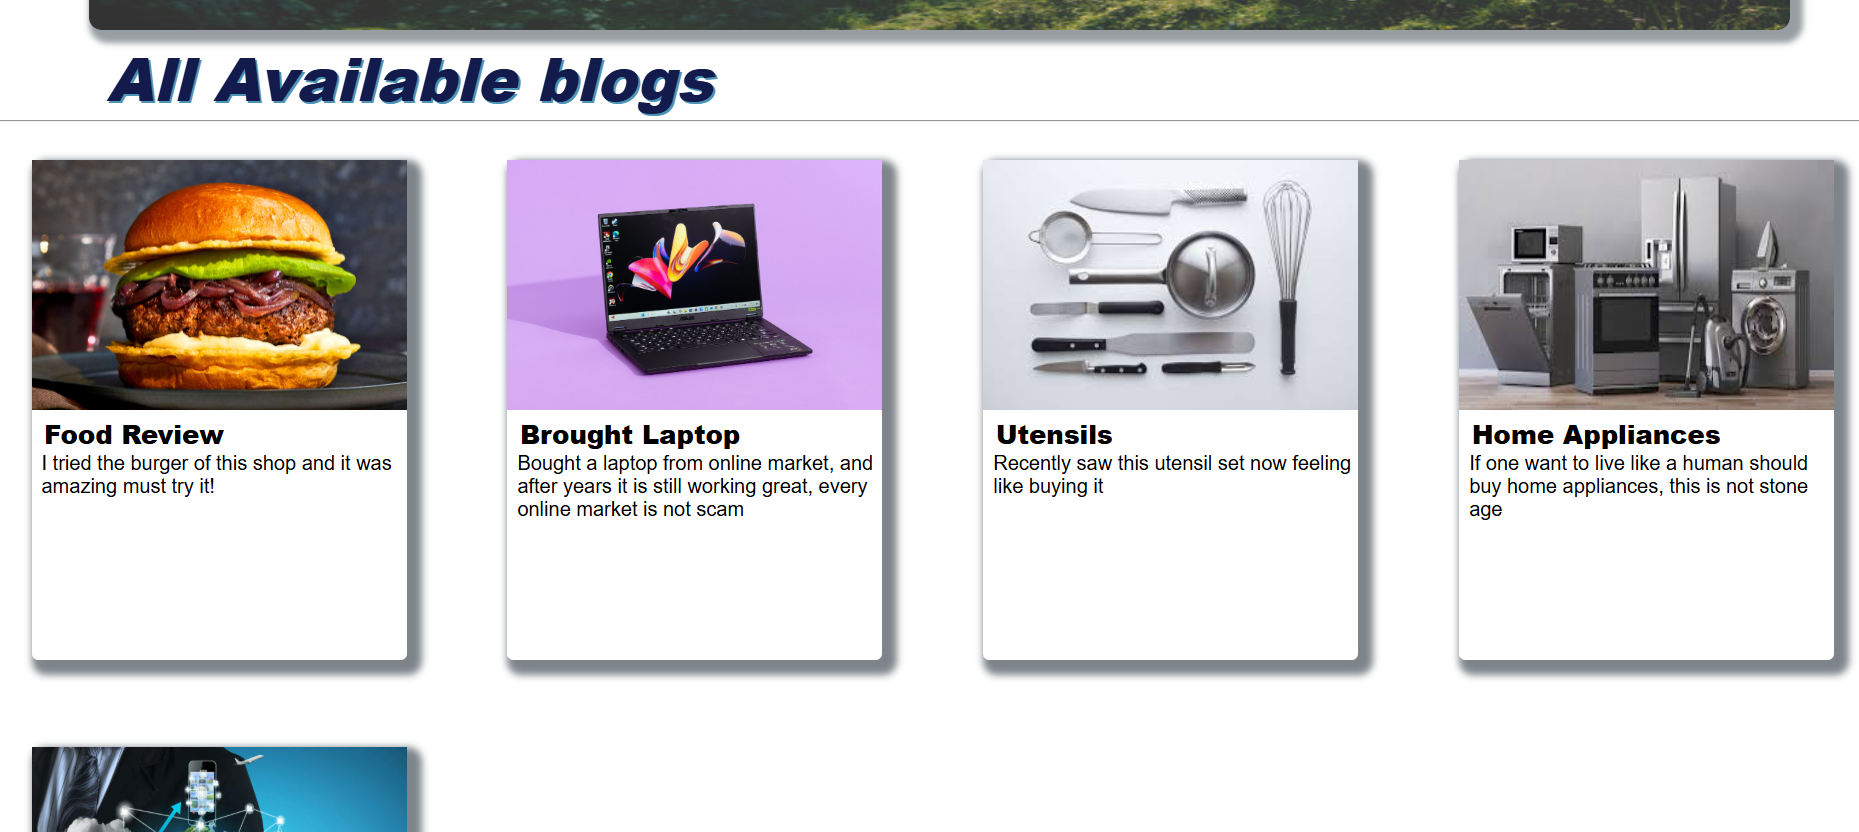 All Available blogs
Food Review
I tried the burger of this shop and it was
amazing must try it!
Brought Laptop
Bought a laptop from online market, and
after years it is still working great, every
online market is not scam
Utensils
Recently saw this utensil set now feeling
like buying it
Home Appliances
If one want to live like a human should
buy home appliances, this is not stone
age